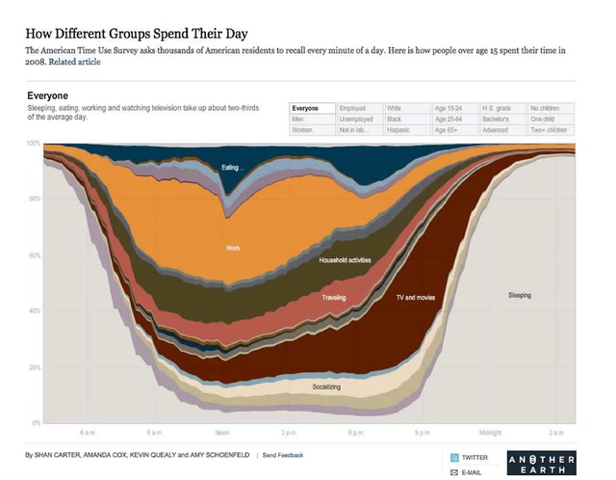 How Different Groups Spend Their Day
The American Time Use Survey asks thousands of American residents to recall every minute of a day. Here is how people over age 15 spent their time in
2008. Related article
Everyone
Sleeping, eating, working and watching television take up about two-thirds
of the average day.
Everyone Employed White Age 15-24 H.S. grads No children
Men Unemployed Black Age 25-64 Bachelor's One child
Women Not in lab... Hispanic Age 65+ Advanced Two+ children
100%
Eating ...
80%
Work
60%
Household activities
Traveling
TV and movies
Sleeping
40%
20%
Socializing
0%
6 a.m. 9 a.m. Noon 3 p.m. 6 p.m. 9 p.m. Midnight 3 a.m.
By SHAN CARTER, AMANDA COX, KEVIN QUEALY and AMY SCHOENFELD | Send Feedback
TWITTER
E-MAIL
ANOTHER
EARTH